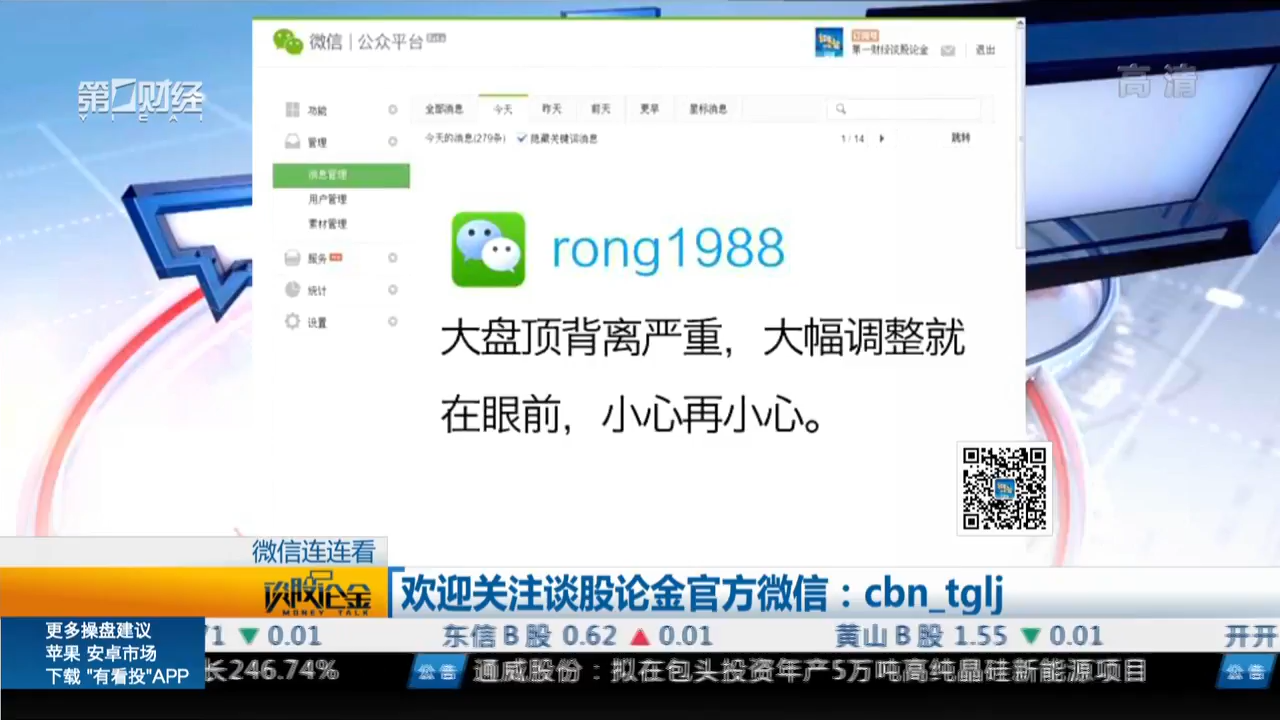 微信 | 公众平台
订阅号
第一财经谈股论金
退出
第一财经
YICAI
高清
功能
全部消息 今天 昨天 前天 更早 星标消息
管理
今天的消息(279条) 隐藏关键词消息 1 / 14 跳转
消息管理
用户管理
素材管理
服务
统计
设置
rong1988
大盘顶背离严重，大幅调整就
在眼前，小心再小心。
微信连连看
谈股论金
MONEY TALK
欢迎关注谈股论金官方微信：cbn_tglj
更多操盘建议
苹果 安卓市场
下载 "有看投"APP
71 ▼ 0.01 东信B股 0.62 ▲ 0.01 黄山B股 1.55 ▼ 0.01 开开
长246.74% 公告 通威股份：拟在包头投资年产5万吨高纯晶硅新能源项目 公告